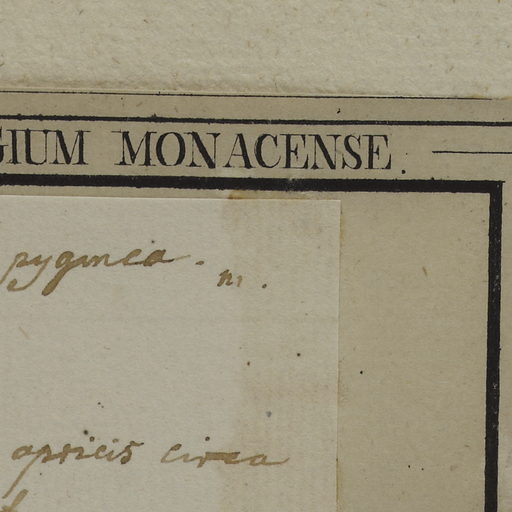 GIUM MONACENSE.
pygmea. m.
apricis circa